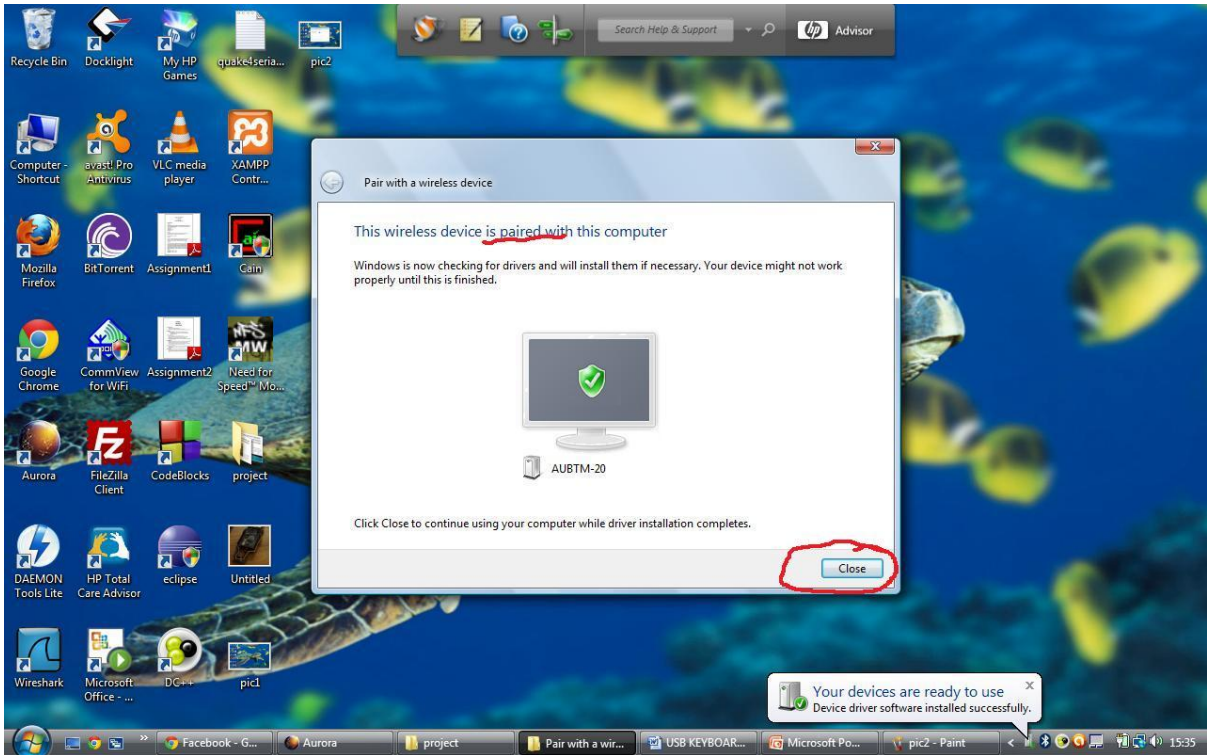 Search Help & Support
hp
Advisor
Recycle Bin
Docklight
My HP
Games
quake4seria...
pic2
Computer -
Shortcut
avast! Pro
Antivirus
VLC media
player
XAMPP
Contr...
Mozilla
Firefox
BitTorrent
Assignment1
Cain
Google
Chrome
CommView
for WiFi
Assignment2
Need for
Speed™ Mo...
NFS
MW
Aurora
FileZilla
Client
CodeBlocks
project
DAEMON
Tools Lite
HP Total
Care Advisor
eclipse
Untitled
Wireshark
Microsoft
Office - ...
DC++
pic1
Pair with a wireless device
This wireless device is paired with this computer
Windows is now checking for drivers and will install them if necessary. Your device might not work
properly until this is finished.
AUBTM-20
Click Close to continue using your computer while driver installation completes.
Close
Your devices are ready to use
Device driver software installed successfully.
Facebook - G...
Aurora
project
Pair with a wir...
USB KEYBOAR...
Microsoft Po...
pic2 - Paint
15:35